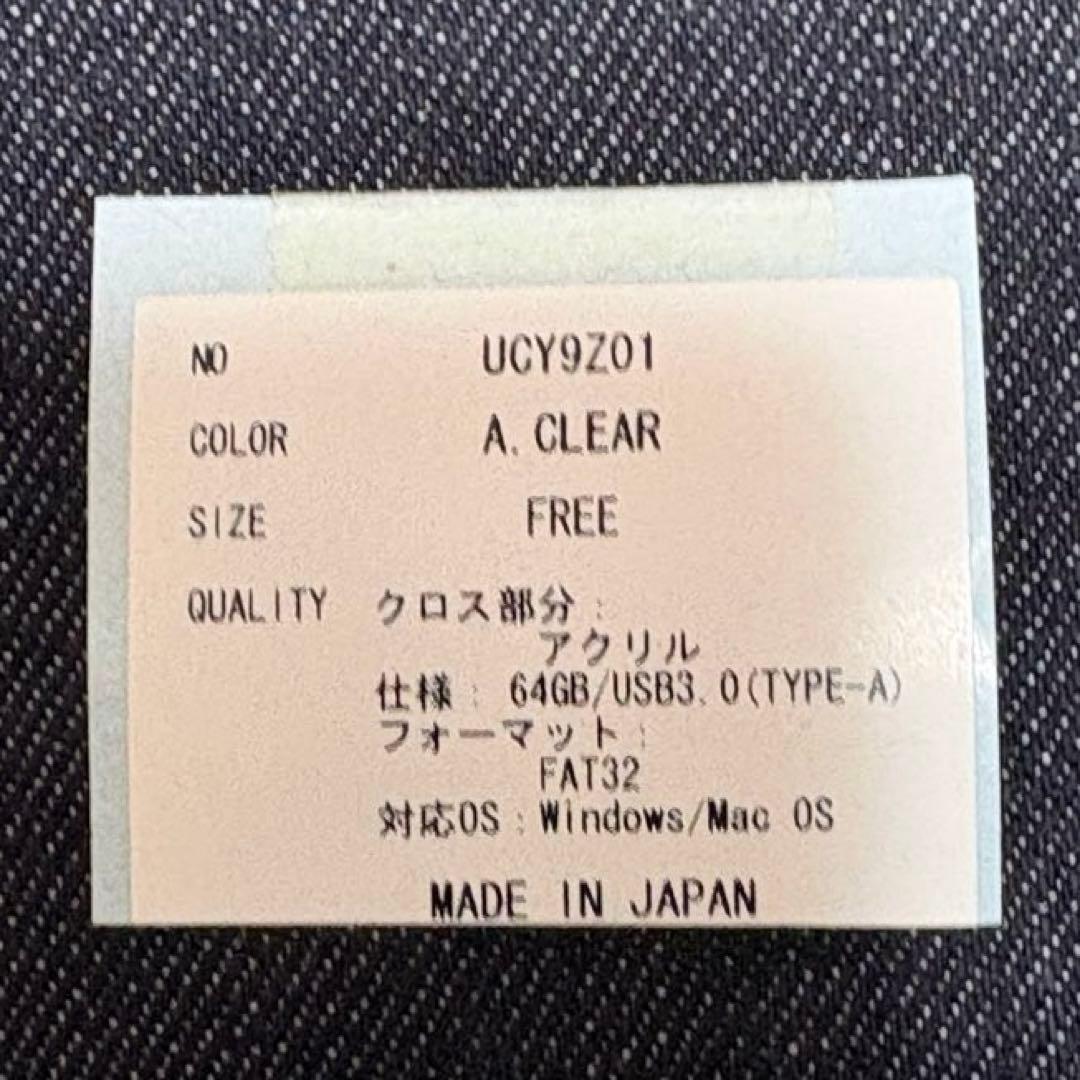 NO UCY9Z01
COLOR A. CLEAR
SIZE FREE
QUALITY クロス部分:
アクリル
仕様: 64GB/USB3.0(TYPE-A)
フォーマット:
FAT32
対応OS:Windows/Mac OS
MADE IN JAPAN